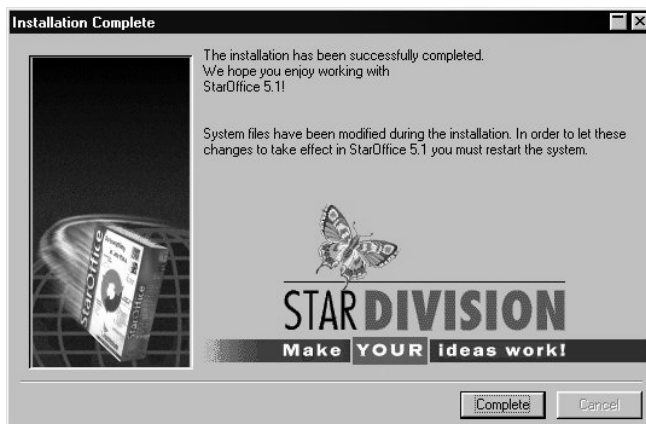 Installation Complete
The installation has been successfully completed.
We hope you enjoy working with
StarOffice 5.1!
System files have been modified during the installation. In order to let these
changes to take effect in StarOffice 5.1 you must restart the system.
StarOffice
StarOffice
STAR DIVISION
Make YOUR ideas work!
Complete
Cancel